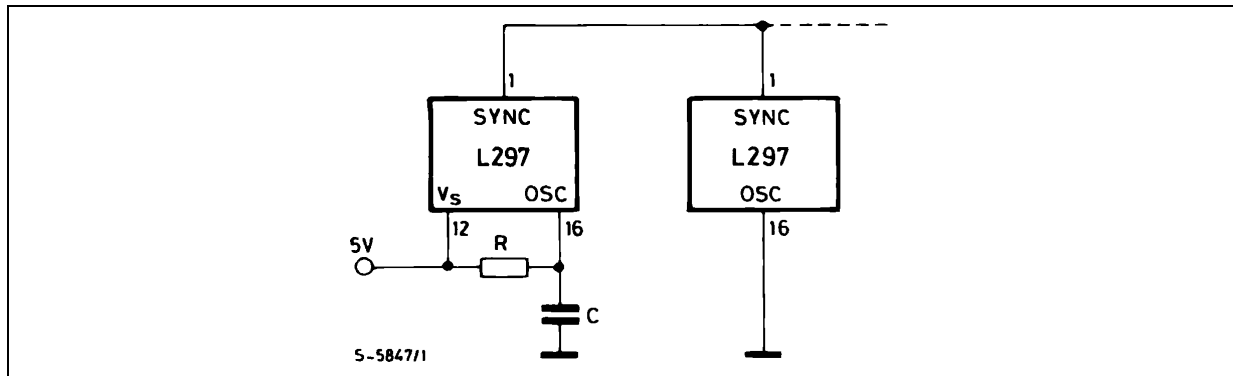 1 1
SYNC SYNC
L297 L297
Vs OSC OSC
12 16 16
5V R
C
S-5847/1